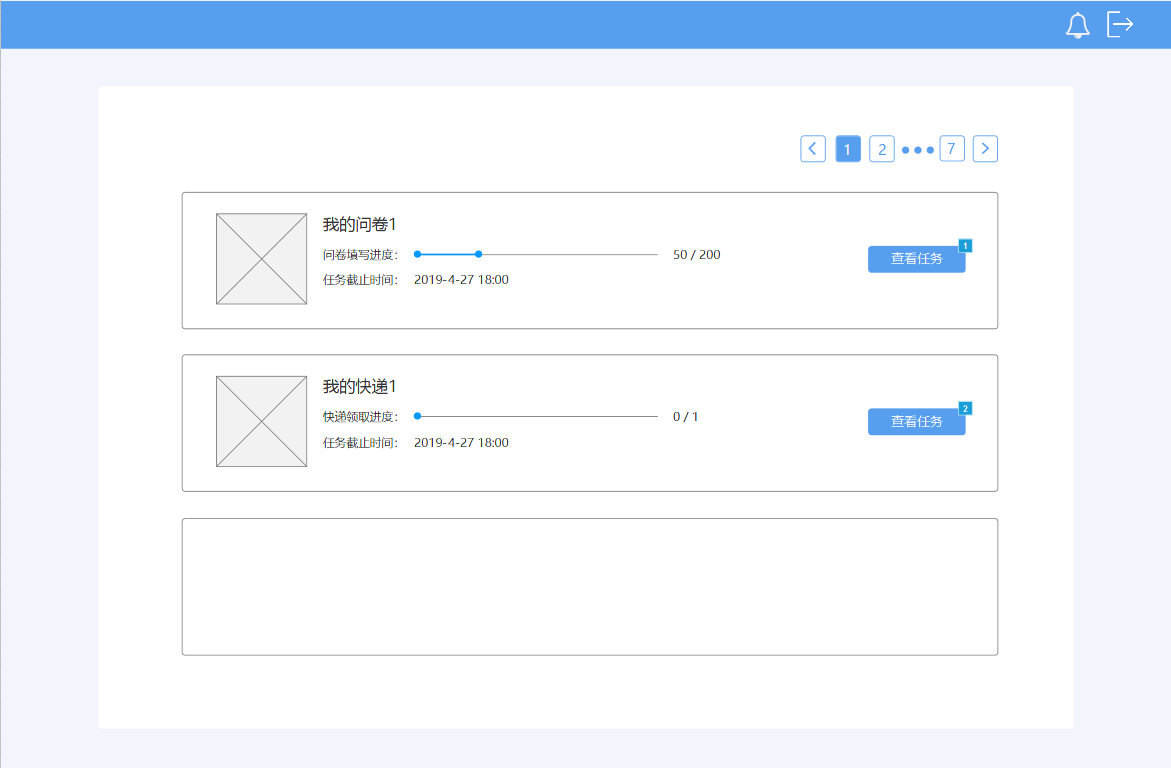 1 2 7
我的问卷1
问卷填写进度： 50 / 200
任务截止时间： 2019-4-27 18:00
查看任务 1
我的快递1
快递领取进度： 0 / 1
任务截止时间： 2019-4-27 18:00
查看任务 2